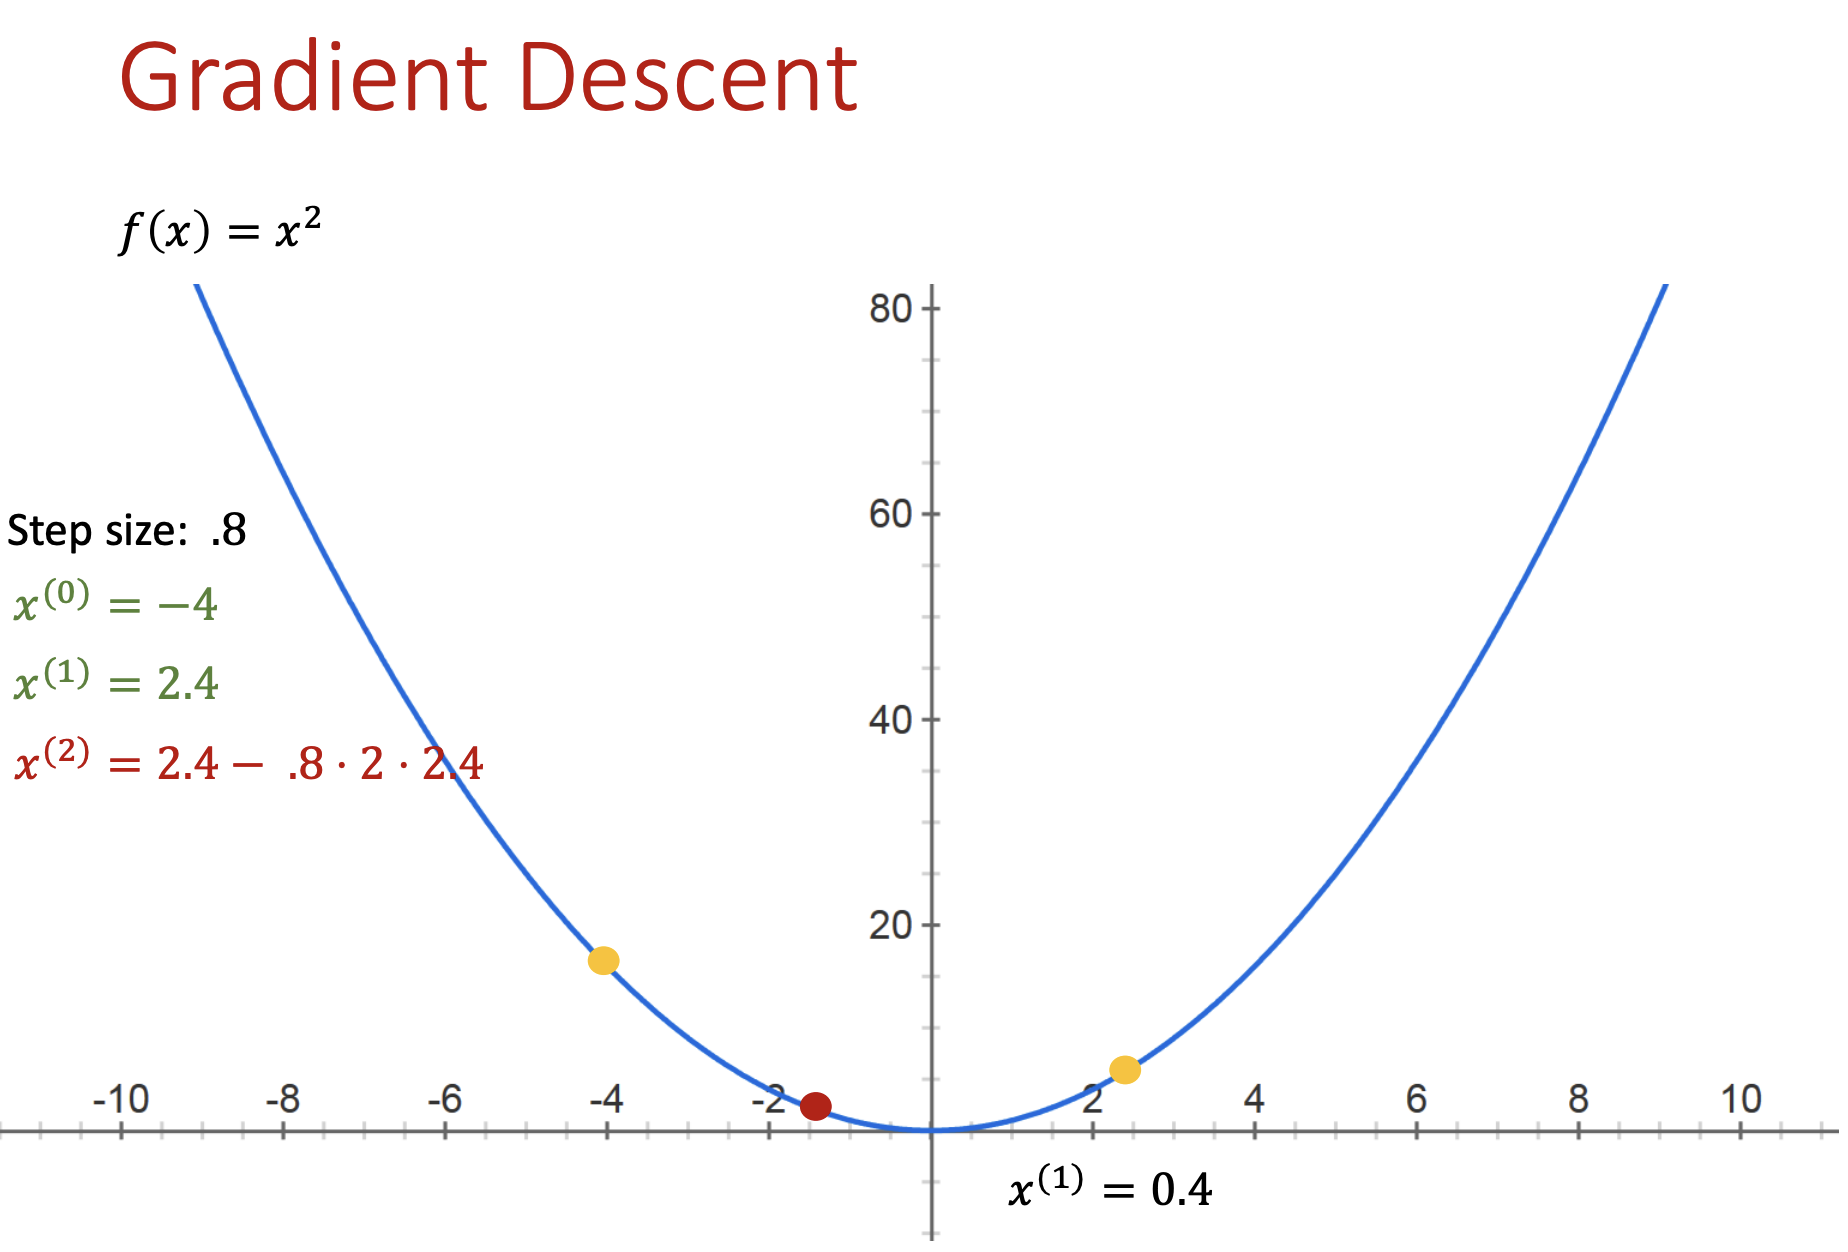 Gradient Descent
f(x) = x²
80
60
Step size: .8
x⁽⁰⁾ = −4
x⁽¹⁾ = 2.4
40
x⁽²⁾ = 2.4 − .8 · 2 · 2.4
20
-10 -8 -6 -4 -2 2 4 6 8 10
x⁽¹⁾ = 0.4